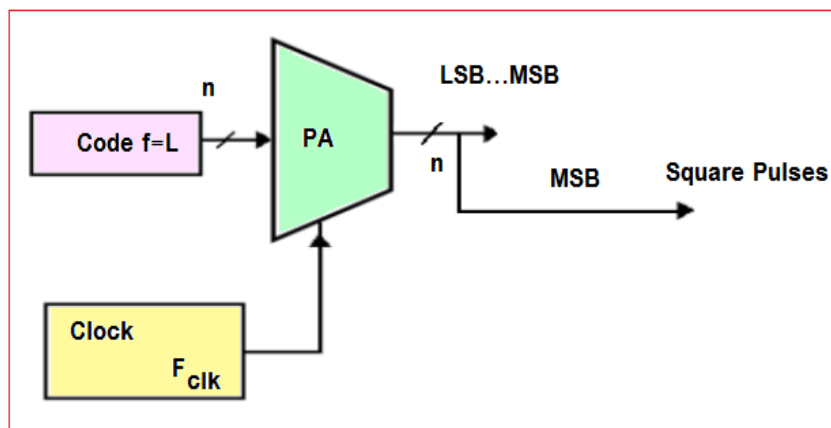 n
LSB...MSB
Code f=L
PA
n
MSB
Square Pulses
Clock
Fclk